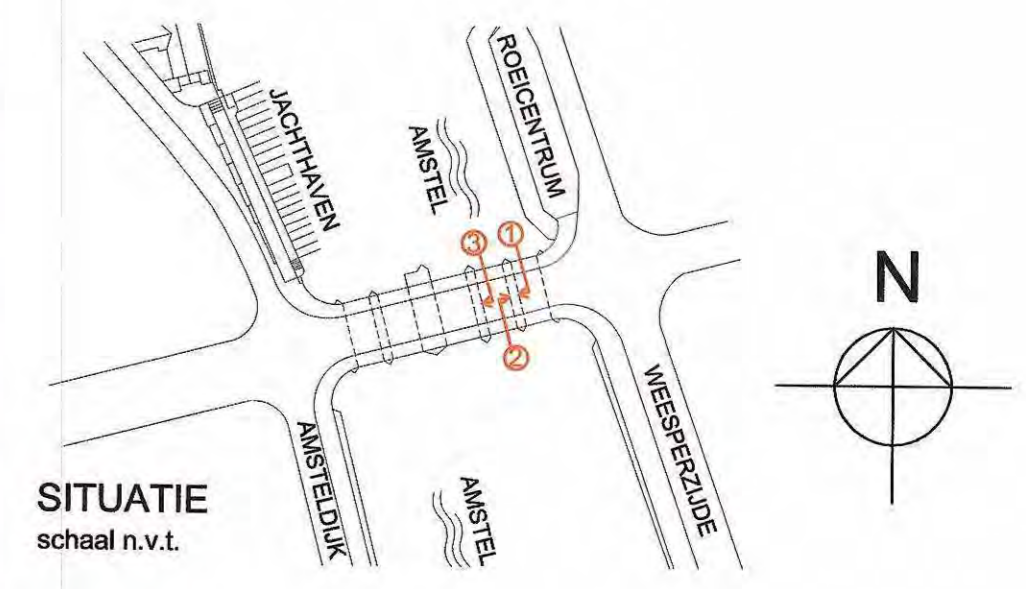 ROEICENTRUM
JACHTHAVEN
AMSTEL
3
1
N
2
WEESPERZIJDE
AMSTELDIJK
AMSTEL
SITUATIE
schaal n.v.t.